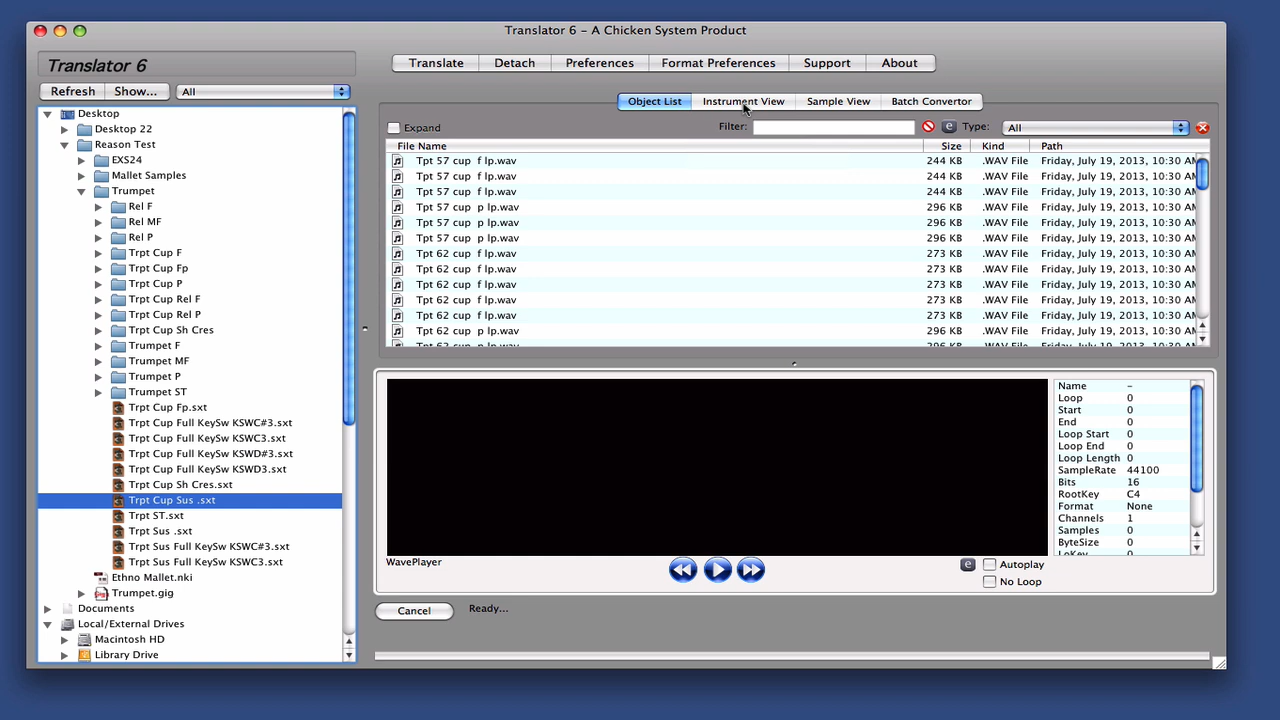 Translator 6 – A Chicken System Product
Translator 6
Translate Detach Preferences Format Preferences Support About
Refresh Show... All
Object List Instrument View Sample View Batch Convertor
Expand Filter: e Type: All
File Name Size Kind Path
Tpt 57 cup f lp.wav 244 KB .WAV File Friday, July 19, 2013, 10:30 AM
Tpt 57 cup f lp.wav 244 KB .WAV File Friday, July 19, 2013, 10:30 AM
Tpt 57 cup f lp.wav 244 KB .WAV File Friday, July 19, 2013, 10:30 AM
Tpt 57 cup p lp.wav 296 KB .WAV File Friday, July 19, 2013, 10:30 AM
Tpt 57 cup p lp.wav 296 KB .WAV File Friday, July 19, 2013, 10:30 AM
Tpt 57 cup p lp.wav 296 KB .WAV File Friday, July 19, 2013, 10:30 AM
Tpt 62 cup f lp.wav 273 KB .WAV File Friday, July 19, 2013, 10:30 AM
Tpt 62 cup f lp.wav 273 KB .WAV File Friday, July 19, 2013, 10:30 AM
Tpt 62 cup f lp.wav 273 KB .WAV File Friday, July 19, 2013, 10:30 AM
Tpt 62 cup f lp.wav 273 KB .WAV File Friday, July 19, 2013, 10:30 AM
Tpt 62 cup f lp.wav 273 KB .WAV File Friday, July 19, 2013, 10:30 AM
Tpt 62 cup p lp.wav 296 KB .WAV File Friday, July 19, 2013, 10:30 AM
Desktop
Desktop 22
Reason Test
EXS24
Mallet Samples
Trumpet
Rel F
Rel MF
Rel P
Trpt Cup F
Trpt Cup Fp
Trpt Cup P
Trpt Cup Rel F
Trpt Cup Rel P
Trpt Cup Sh Cres
Trumpet F
Trumpet MF
Trumpet P
Trumpet ST
Trpt Cup Fp.sxt
Trpt Cup Full KeySw KSWC#3.sxt
Trpt Cup Full KeySw KSWC3.sxt
Trpt Cup Full KeySw KSWD#3.sxt
Trpt Cup Full KeySw KSWD3.sxt
Trpt Cup Sh Cres.sxt
Trpt Cup Sus .sxt
Trpt ST.sxt
Trpt Sus .sxt
Trpt Sus Full KeySw KSWC#3.sxt
Trpt Sus Full KeySw KSWC3.sxt
Ethno Mallet.nki
Trumpet.gig
Documents
Local/External Drives
Macintosh HD
Library Drive
Name –
Loop 0
Start 0
End 0
Loop Start 0
Loop End 0
Loop Length 0
SampleRate 44100
Bits 16
RootKey C4
Format None
Channels 1
Samples 0
ByteSize 0
LoKey 0
WavePlayer
e Autoplay
No Loop
Cancel Ready...